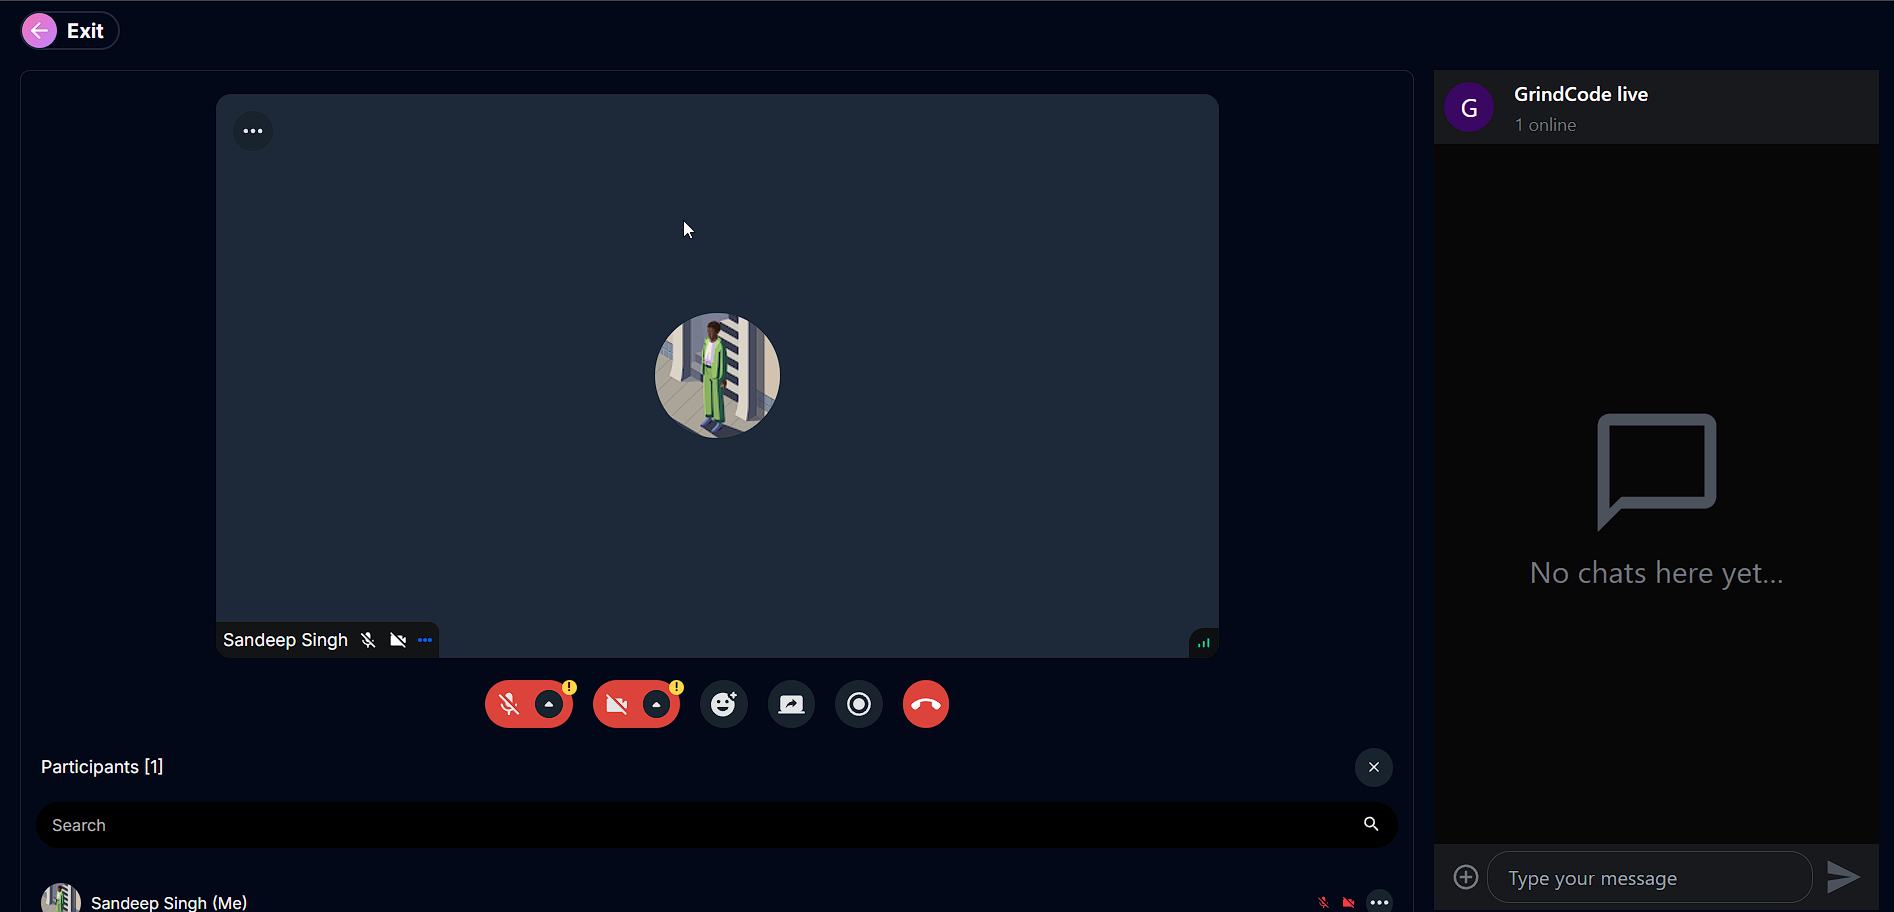 Exit
GrindCode live
G
1 online
No chats here yet...
Sandeep Singh
!
!
Participants [1]
Search
Sandeep Singh (Me)
Type your message